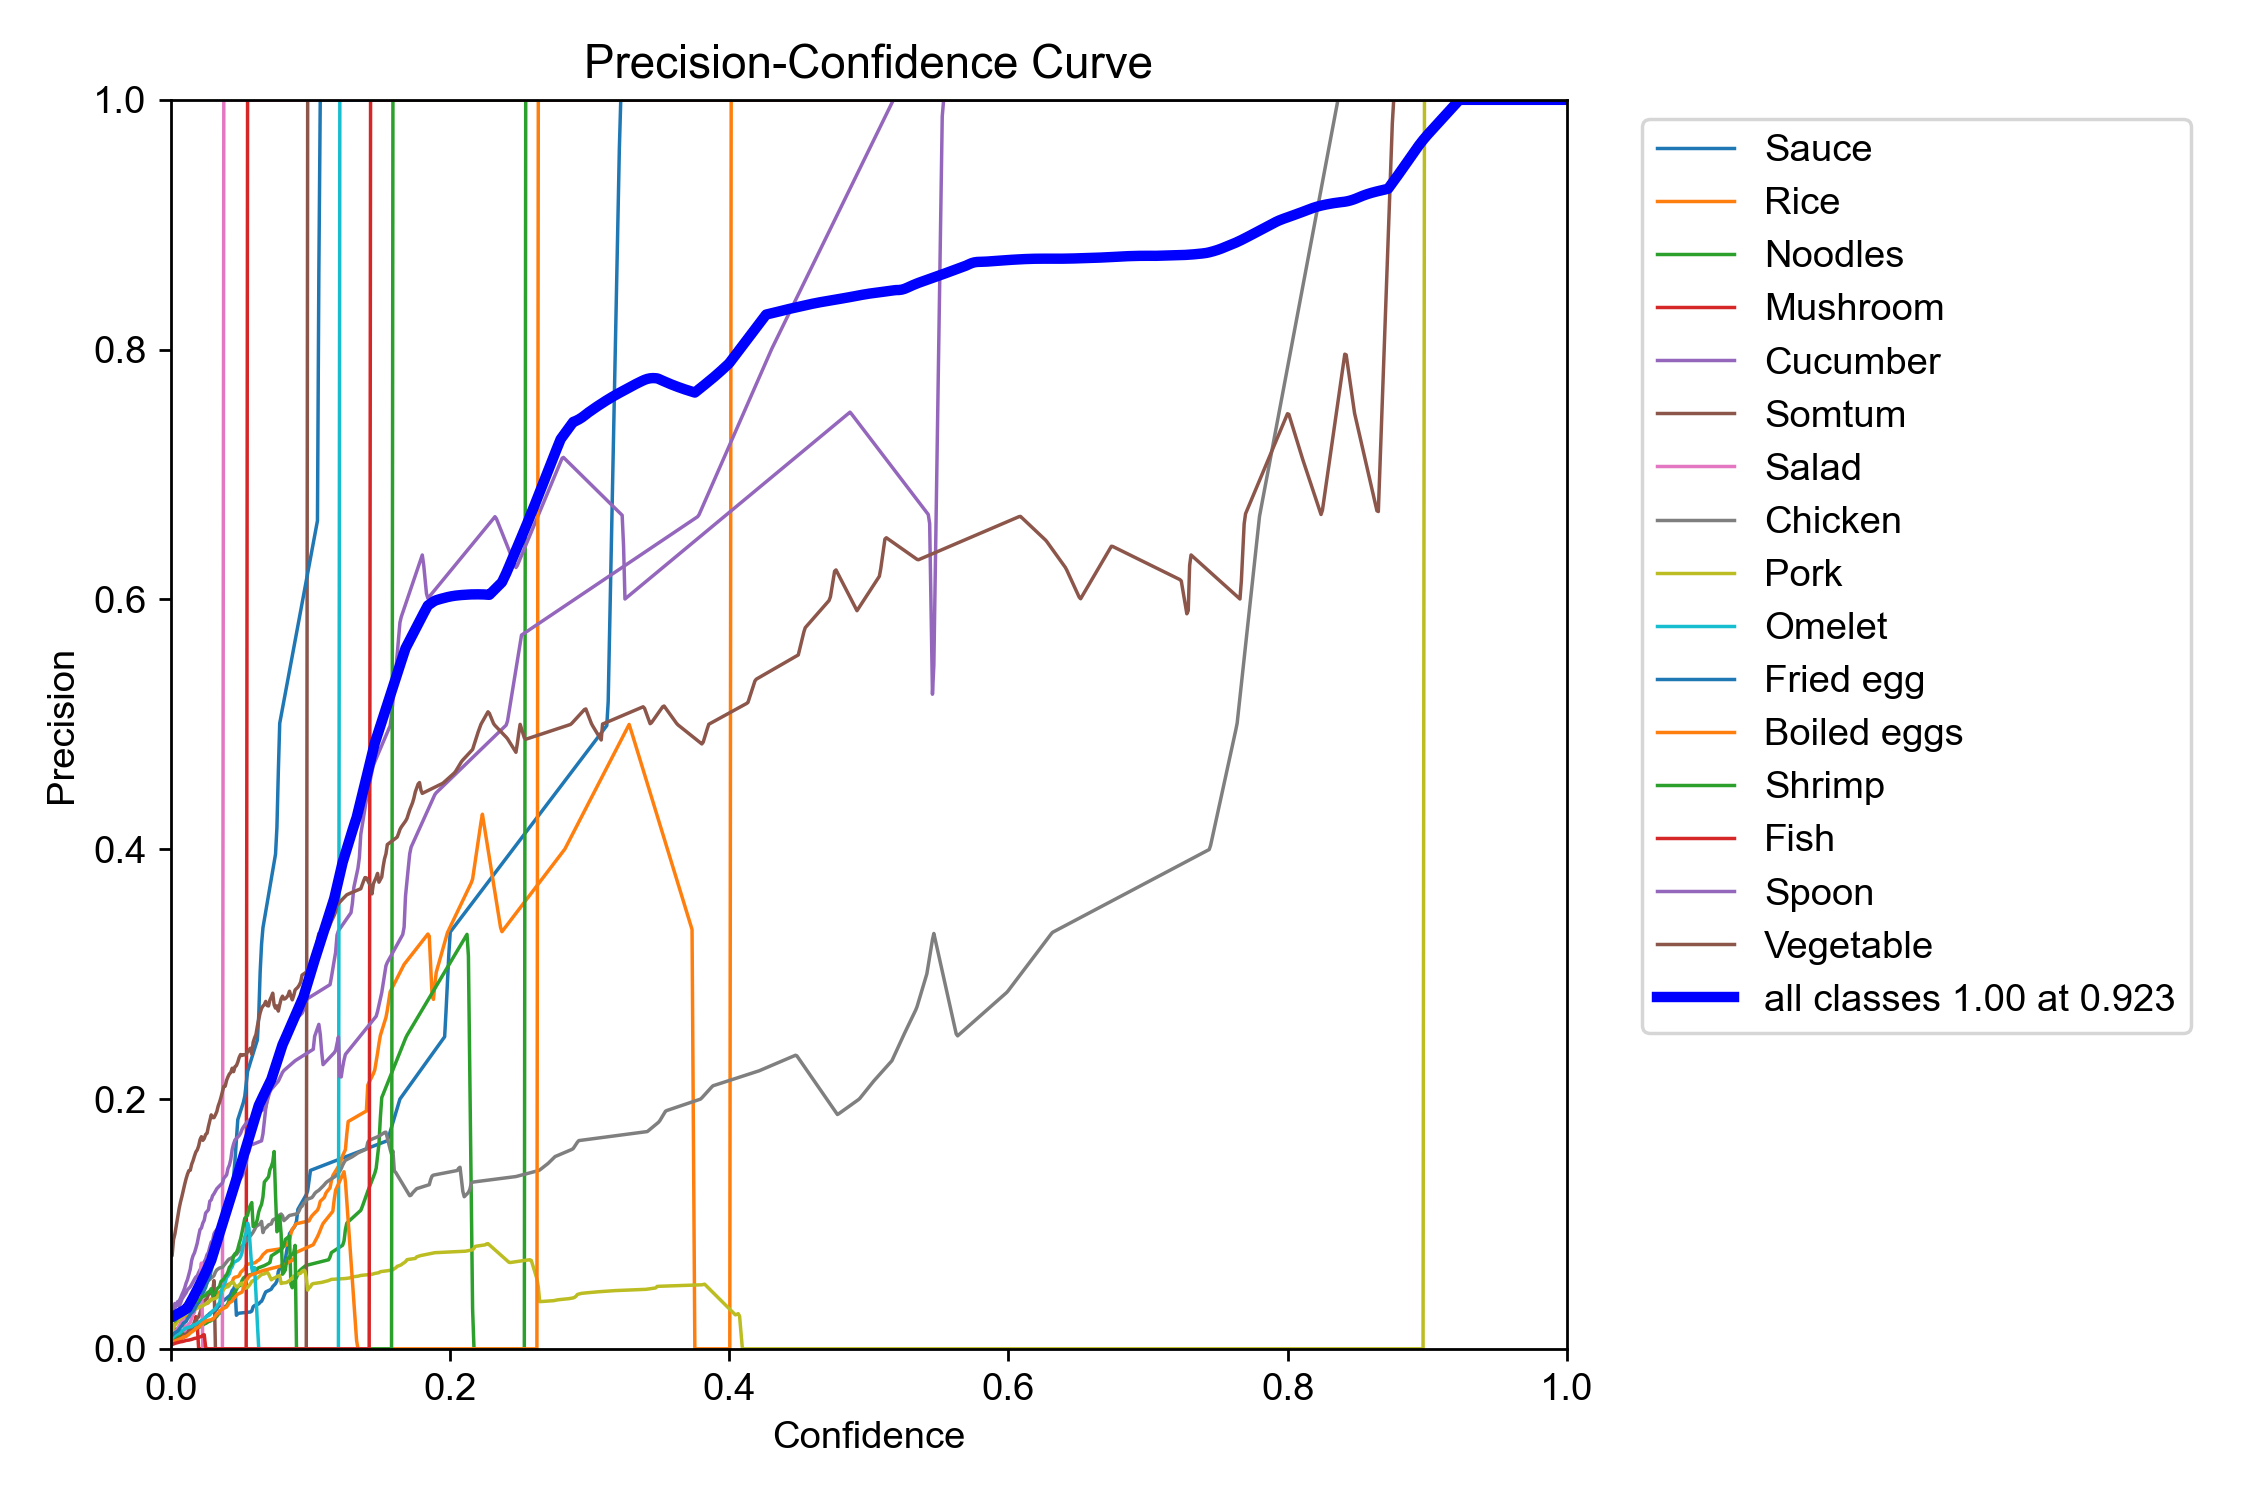 Precision-Confidence Curve
1.0
0.8
0.6
0.4
0.2
0.0
Precision
0.0 0.2 0.4 0.6 0.8 1.0
Confidence
Sauce
Rice
Noodles
Mushroom
Cucumber
Somtum
Salad
Chicken
Pork
Omelet
Fried egg
Boiled eggs
Shrimp
Fish
Spoon
Vegetable
all classes 1.00 at 0.923